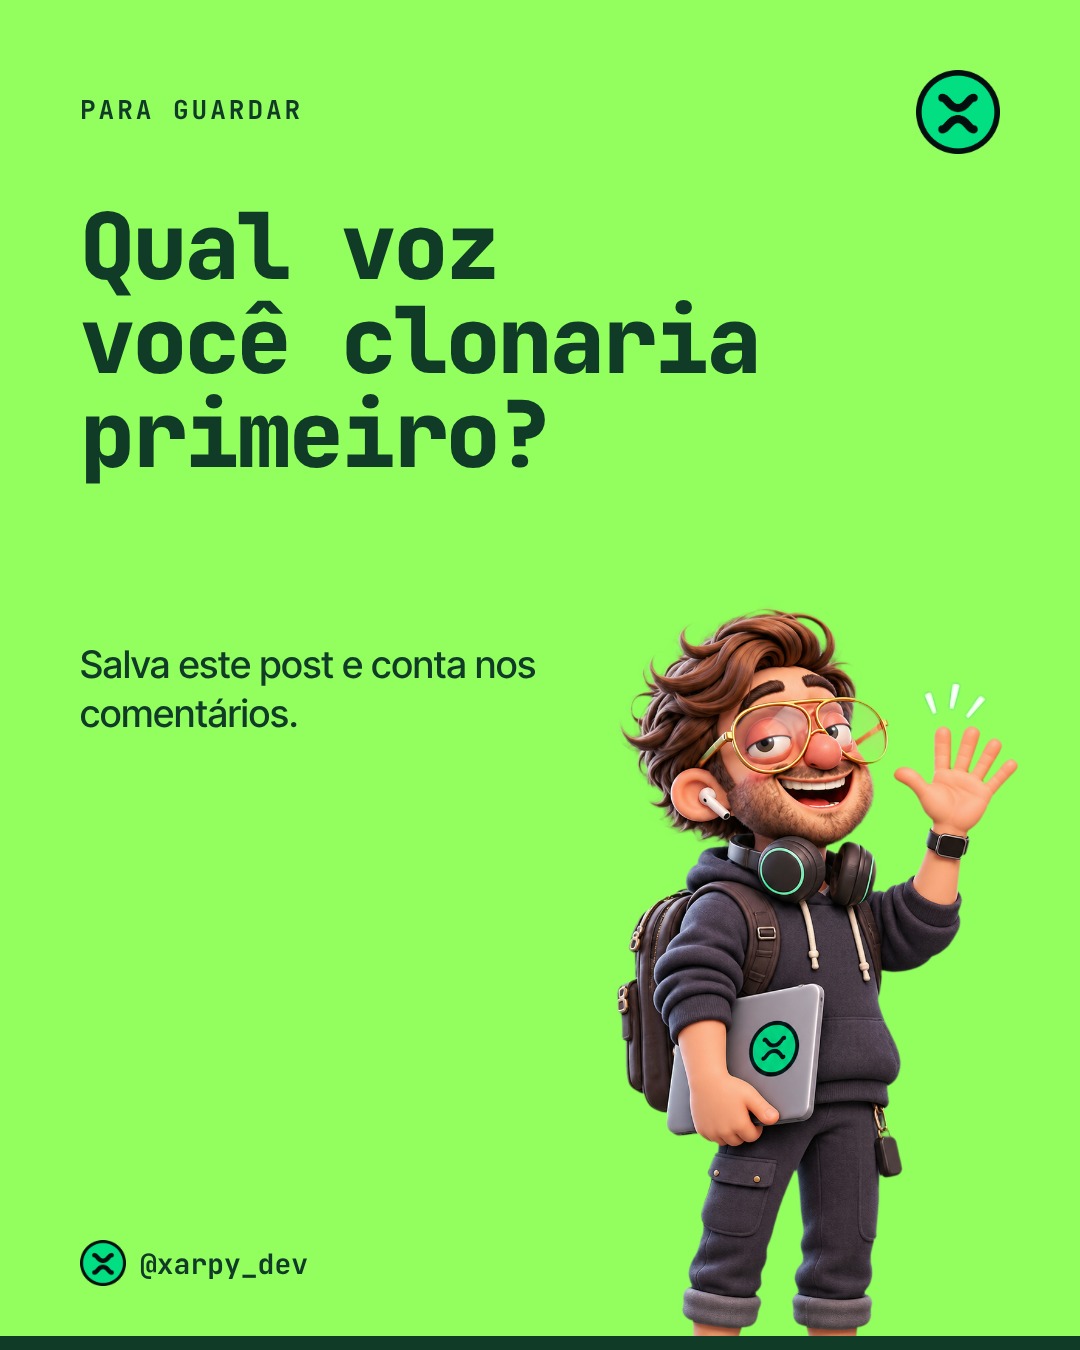 PARA GUARDAR
Qual voz
você clonaria
primeiro?
Salva este post e conta nos
comentários.
@xarpy_dev